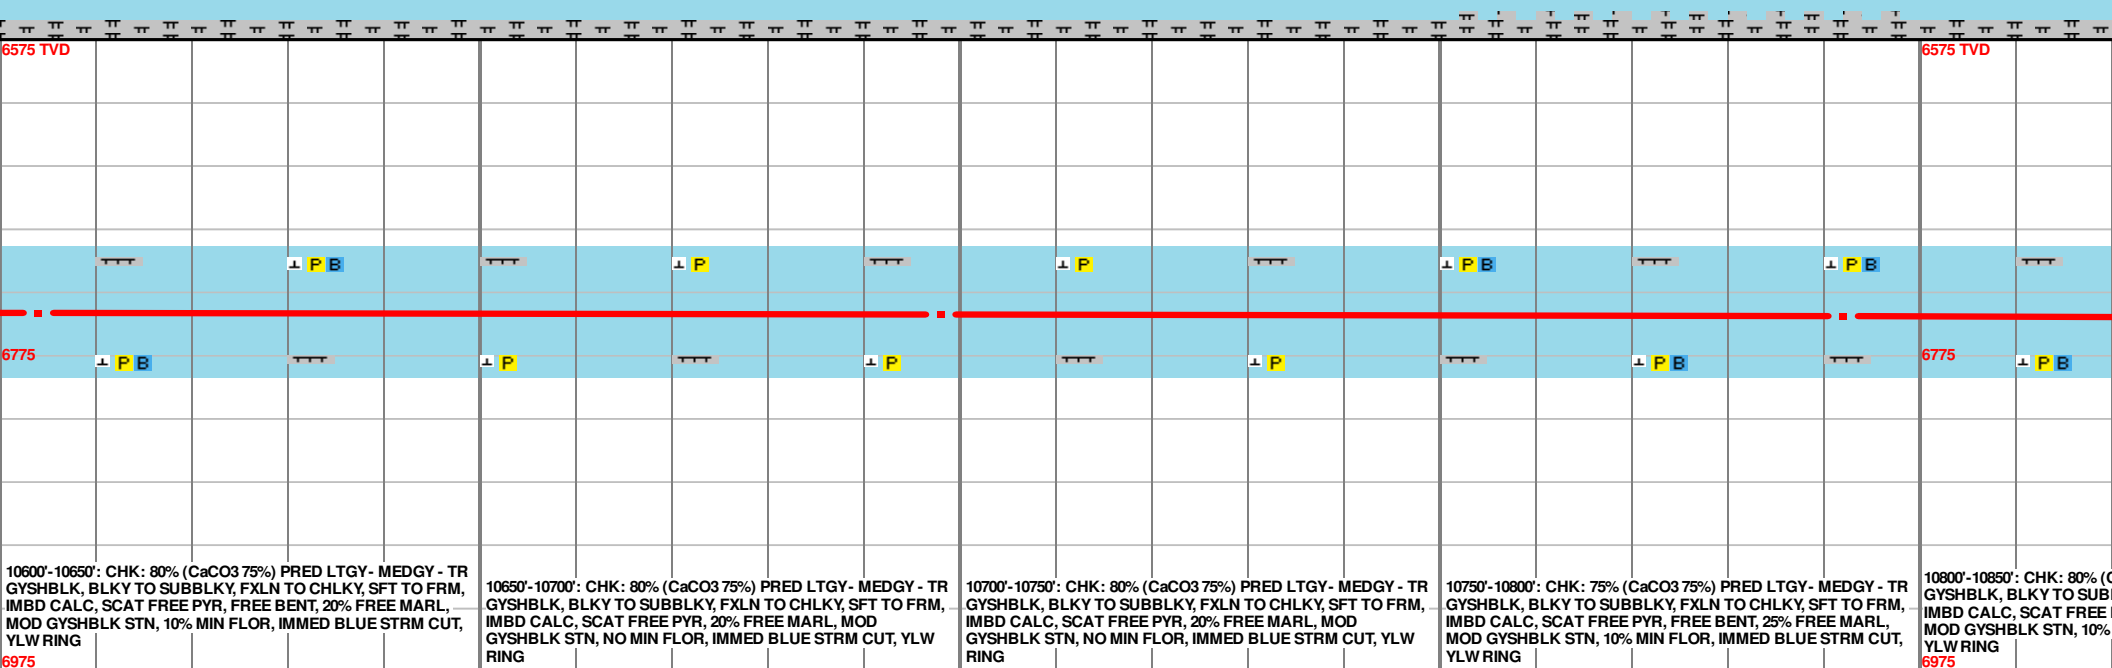 6575 TVD
6575 TVD
P B
P
P
P B
P B
6775
6775
P B
P
P
P
P B
P B
10600'-10650': CHK: 80% (CaCO3 75%) PRED LTGY- MEDGY - TR
GYSHBLK, BLKY TO SUBBLKY, FXLN TO CHLKY, SFT TO FRM,
IMBD CALC, SCAT FREE PYR, FREE BENT, 20% FREE MARL,
MOD GYSHBLK STN, 10% MIN FLOR, IMMED BLUE STRM CUT,
YLW RING
10650'-10700': CHK: 80% (CaCO3 75%) PRED LTGY- MEDGY - TR
GYSHBLK, BLKY TO SUBBLKY, FXLN TO CHLKY, SFT TO FRM,
IMBD CALC, SCAT FREE PYR, 20% FREE MARL, MOD
GYSHBLK STN, NO MIN FLOR, IMMED BLUE STRM CUT, YLW
RING
10700'-10750': CHK: 80% (CaCO3 75%) PRED LTGY- MEDGY - TR
GYSHBLK, BLKY TO SUBBLKY, FXLN TO CHLKY, SFT TO FRM,
IMBD CALC, SCAT FREE PYR, 20% FREE MARL, MOD
GYSHBLK STN, NO MIN FLOR, IMMED BLUE STRM CUT, YLW
RING
10750'-10800': CHK: 75% (CaCO3 75%) PRED LTGY- MEDGY - TR
GYSHBLK, BLKY TO SUBBLKY, FXLN TO CHLKY, SFT TO FRM,
IMBD CALC, SCAT FREE PYR, FREE BENT, 25% FREE MARL,
MOD GYSHBLK STN, 10% MIN FLOR, IMMED BLUE STRM CUT,
YLW RING
10800'-10850': CHK: 80% (C
GYSHBLK, BLKY TO SUB
IMBD CALC, SCAT FREE
MOD GYSHBLK STN, 10%
YLW RING
6975
6975